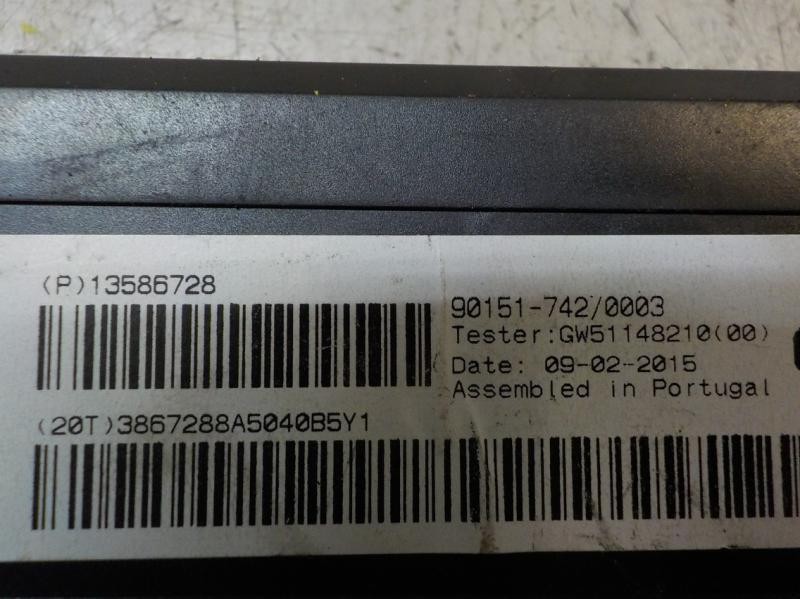 (P)13586728
90151-742/0003
Tester:GW51148210(00)
Date: 09-02-2015
Assembled in Portugal
(20T)3867288A5040B5Y1